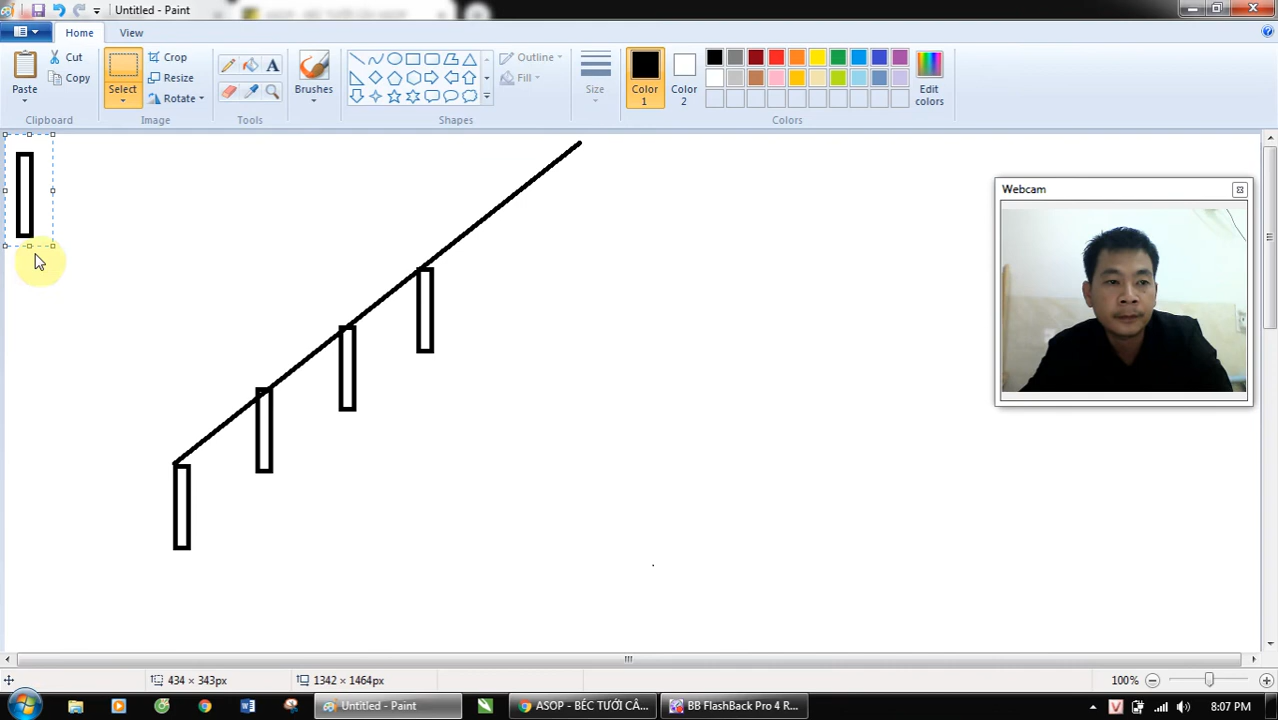 Untitled - Paint
Home
View
Paste
Cut
Copy
Clipboard
Select
Crop
Resize
Rotate
Image
Tools
Brushes
Outline
Fill
Shapes
Size
Color 1
Color 2
Edit colors
Colors
Webcam
434 × 343px
1342 × 1464px
100%
Untitled - Paint
ASOP - BÉC TƯỚI CÂ...
BB FlashBack Pro 4 R...
V
8:07 PM